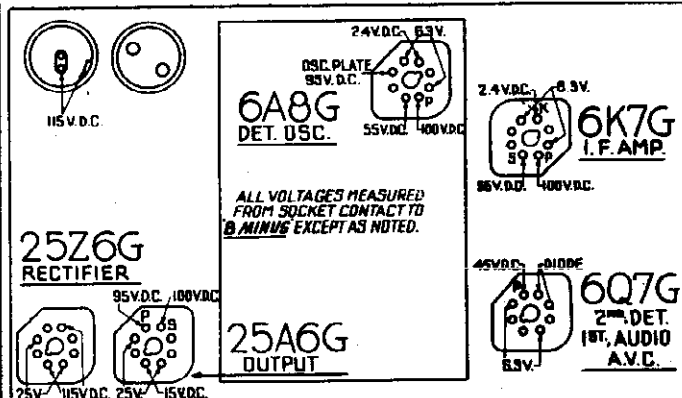 115V.D.C.
2.4V.D.C. 6.3V.
OSC. PLATE
95V.D.C.
P
55V.D.C. 100V.D.C.
6A8G
DET. OSC.
2.4V.D.C. K 6.3V.
S P
95V.D.C. 100V.D.C.
6K7G
I.F. AMP.
ALL VOLTAGES MEASURED
FROM SOCKET CONTACT TO
B MINUS EXCEPT AS NOTED.
25Z6G
RECTIFIER
25V 115V.D.C.
95V.D.C. 100V.D.C.
P S
25V 15V.D.C.
25A6G
OUTPUT
45V.D.C. DIODE
P
6.3V.
6Q7G
2ND. DET.
1ST. AUDIO
A.V.C.